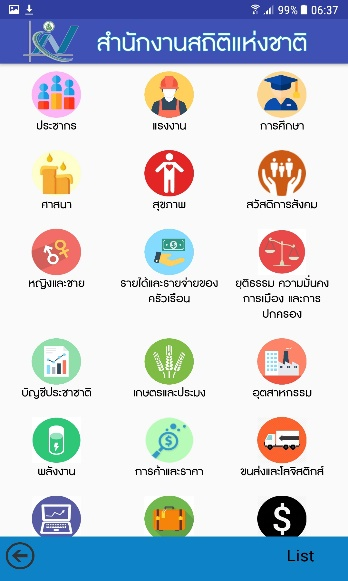 99% 06:37
สำนักงานสถิติแห่งชาติ
ประชากร
แรงงาน
การศึกษา
ศาสนา
สุขภาพ
สวัสดิการสังคม
หญิงและชาย
รายได้และรายจ่ายของ
ครัวเรือน
ยุติธรรม ความมั่นคง
การเมือง และการ
ปกครอง
บัญชีประชาชาติ
เกษตรและประมง
อุตสาหกรรม
พลังงาน
การค้าและราคา
ขนส่งและโลจิสติกส์
List